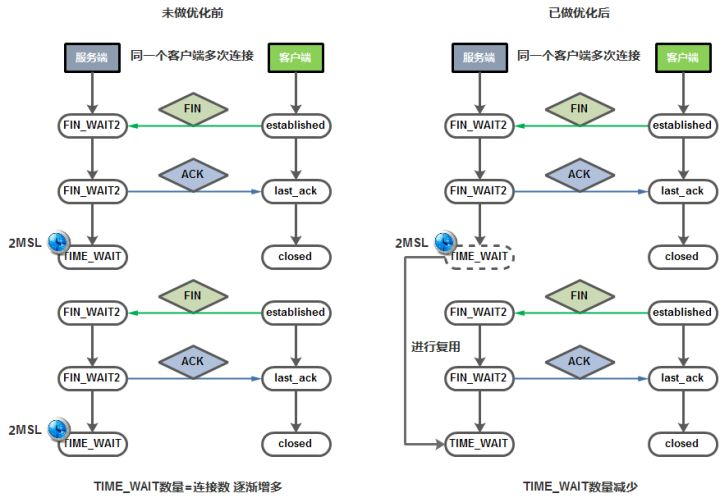 未做优化前
服务端
同一个客户端多次连接
客户端
FIN
FIN_WAIT2
established
ACK
FIN_WAIT2
last_ack
2MSL
TIME_WAIT
closed
FIN
FIN_WAIT2
established
ACK
FIN_WAIT2
last_ack
2MSL
TIME_WAIT
closed
TIME_WAIT数量=连接数 逐渐增多
已做优化后
服务端
同一个客户端多次连接
客户端
FIN
FIN_WAIT2
established
ACK
FIN_WAIT2
last_ack
2MSL
TIME_WAIT
closed
FIN
FIN_WAIT2
established
进行复用
ACK
FIN_WAIT2
last_ack
TIME_WAIT
closed
TIME_WAIT数量减少